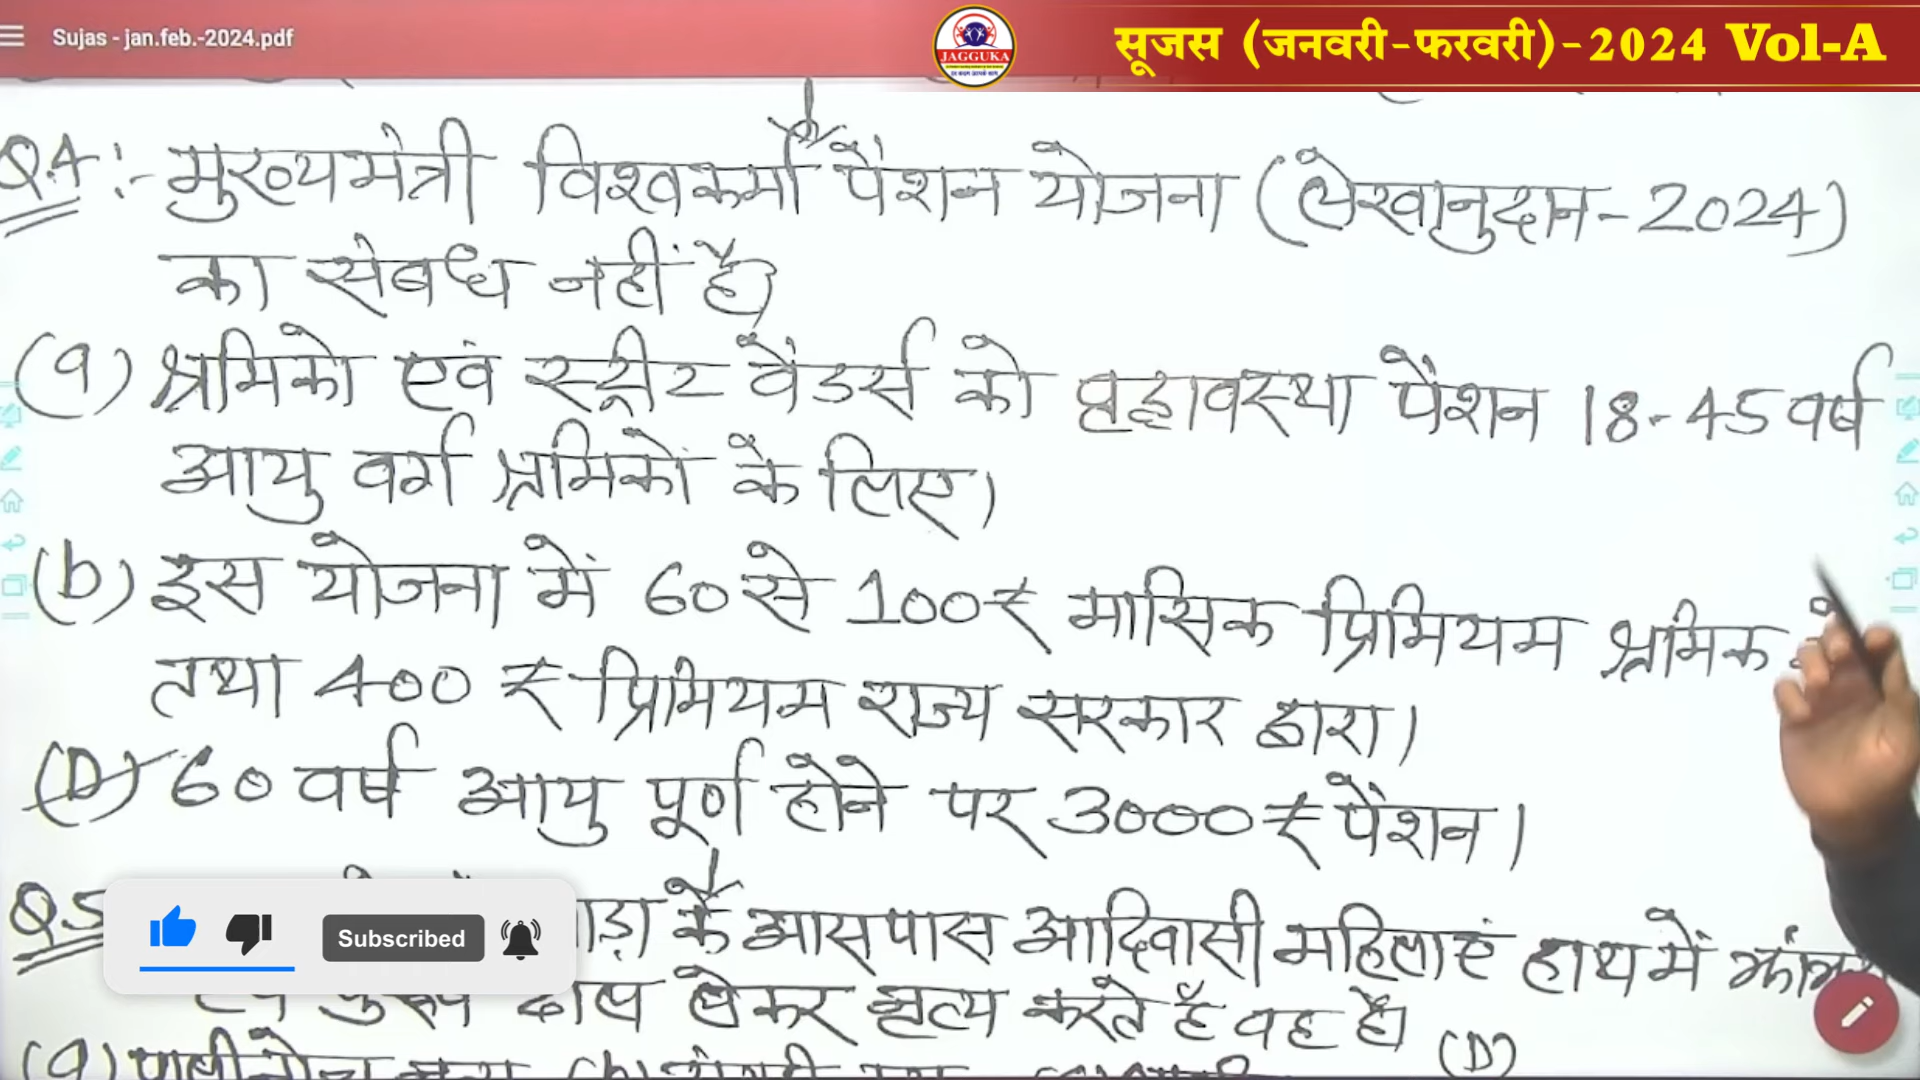 Sujas - jan.feb.-2024.pdf
JAGGUKA
सूजस (जनवरी-फरवरी)-2024 Vol-A
Q.4:- मुख्यमंत्री विश्वकर्मा पेंशन योजना (लेखानुदान-2024)
का संबंध नहीं है
(a) श्रमिकों एवं स्ट्रीट वेंडर्स को वृद्धावस्था पेंशन 18-45 वर्ष
आयु वर्ग श्रमिकों के लिए।
(b) इस योजना में 60 से 100₹ मासिक प्रिमियम श्रमिक
तथा 400 ₹ प्रिमियम राज्य सरकार द्वारा।
(D) 60 वर्ष आयु पूर्ण होने पर 3000₹ पेंशन।
Q5 के आसपास आदिवासी महिलाएं हाथ में
लेकर नृत्य करते हैं वह है
(D)
(a)
Subscribed